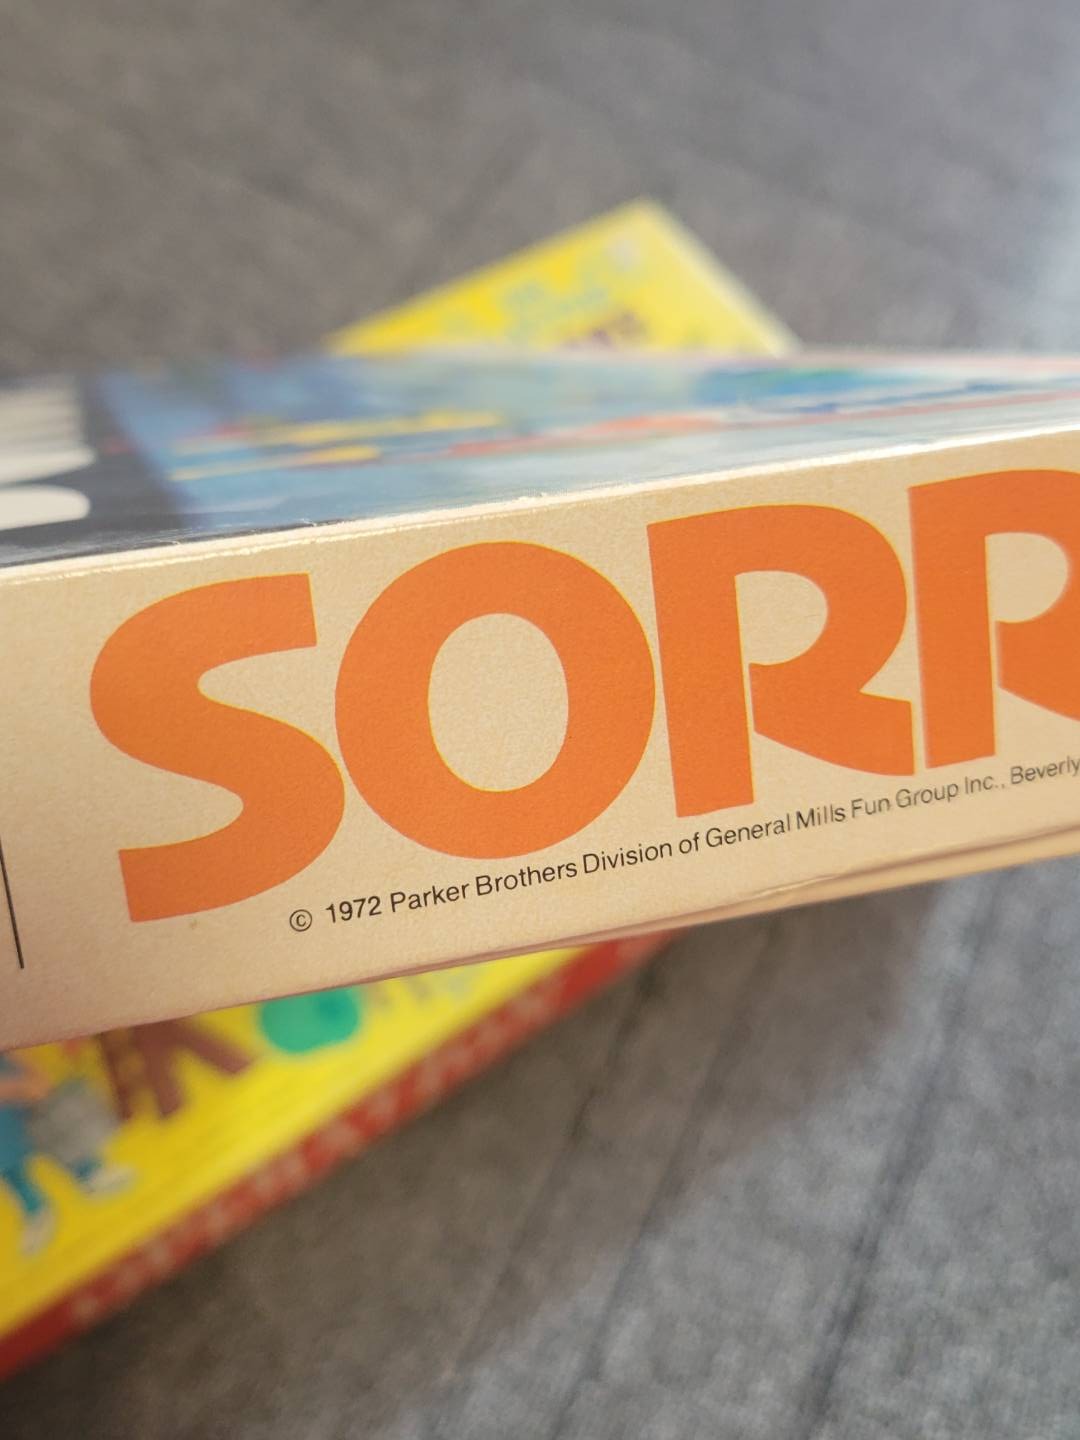 SORR
© 1972 Parker Brothers Division of General Mills Fun Group Inc., Beverly